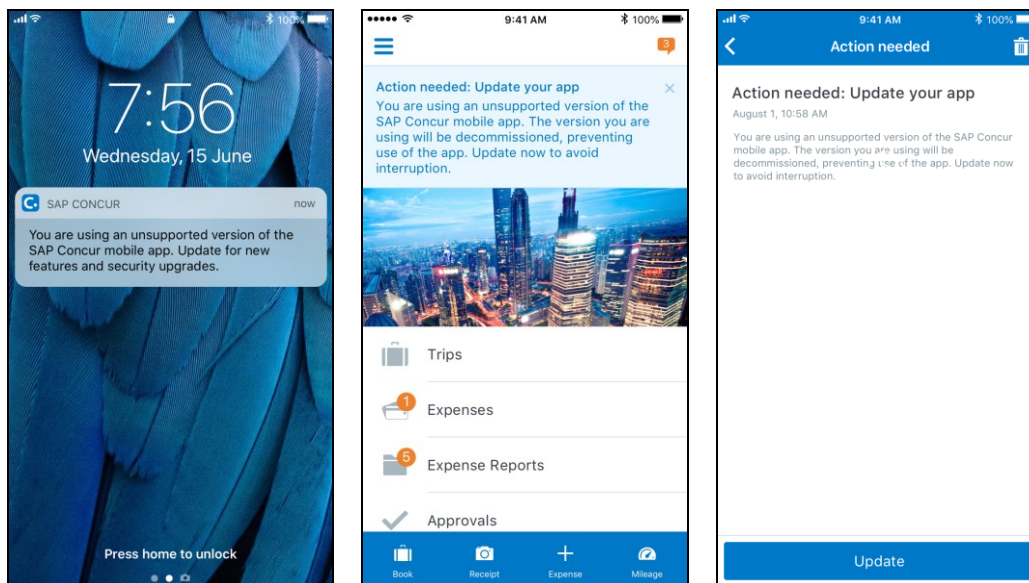 100%
7:56
Wednesday, 15 June
C.
SAP CONCUR
now
You are using an unsupported version of the
SAP Concur mobile app. Update for new
features and security upgrades.
Press home to unlock
9:41 AM
100%
3
Action needed: Update your app
You are using an unsupported version of the
SAP Concur mobile app. The version you are
using will be decommissioned, preventing
use of the app. Update now to avoid
interruption.
Trips
1
Expenses
5
Expense Reports
Approvals
Book
Receipt
Expense
Mileage
9:41 AM
100%
Action needed
Action needed: Update your app
August 1, 10:58 AM
You are using an unsupported version of the SAP Concur
mobile app. The version you are using will be
decommissioned, preventing use of the app. Update now
to avoid interruption.
Update